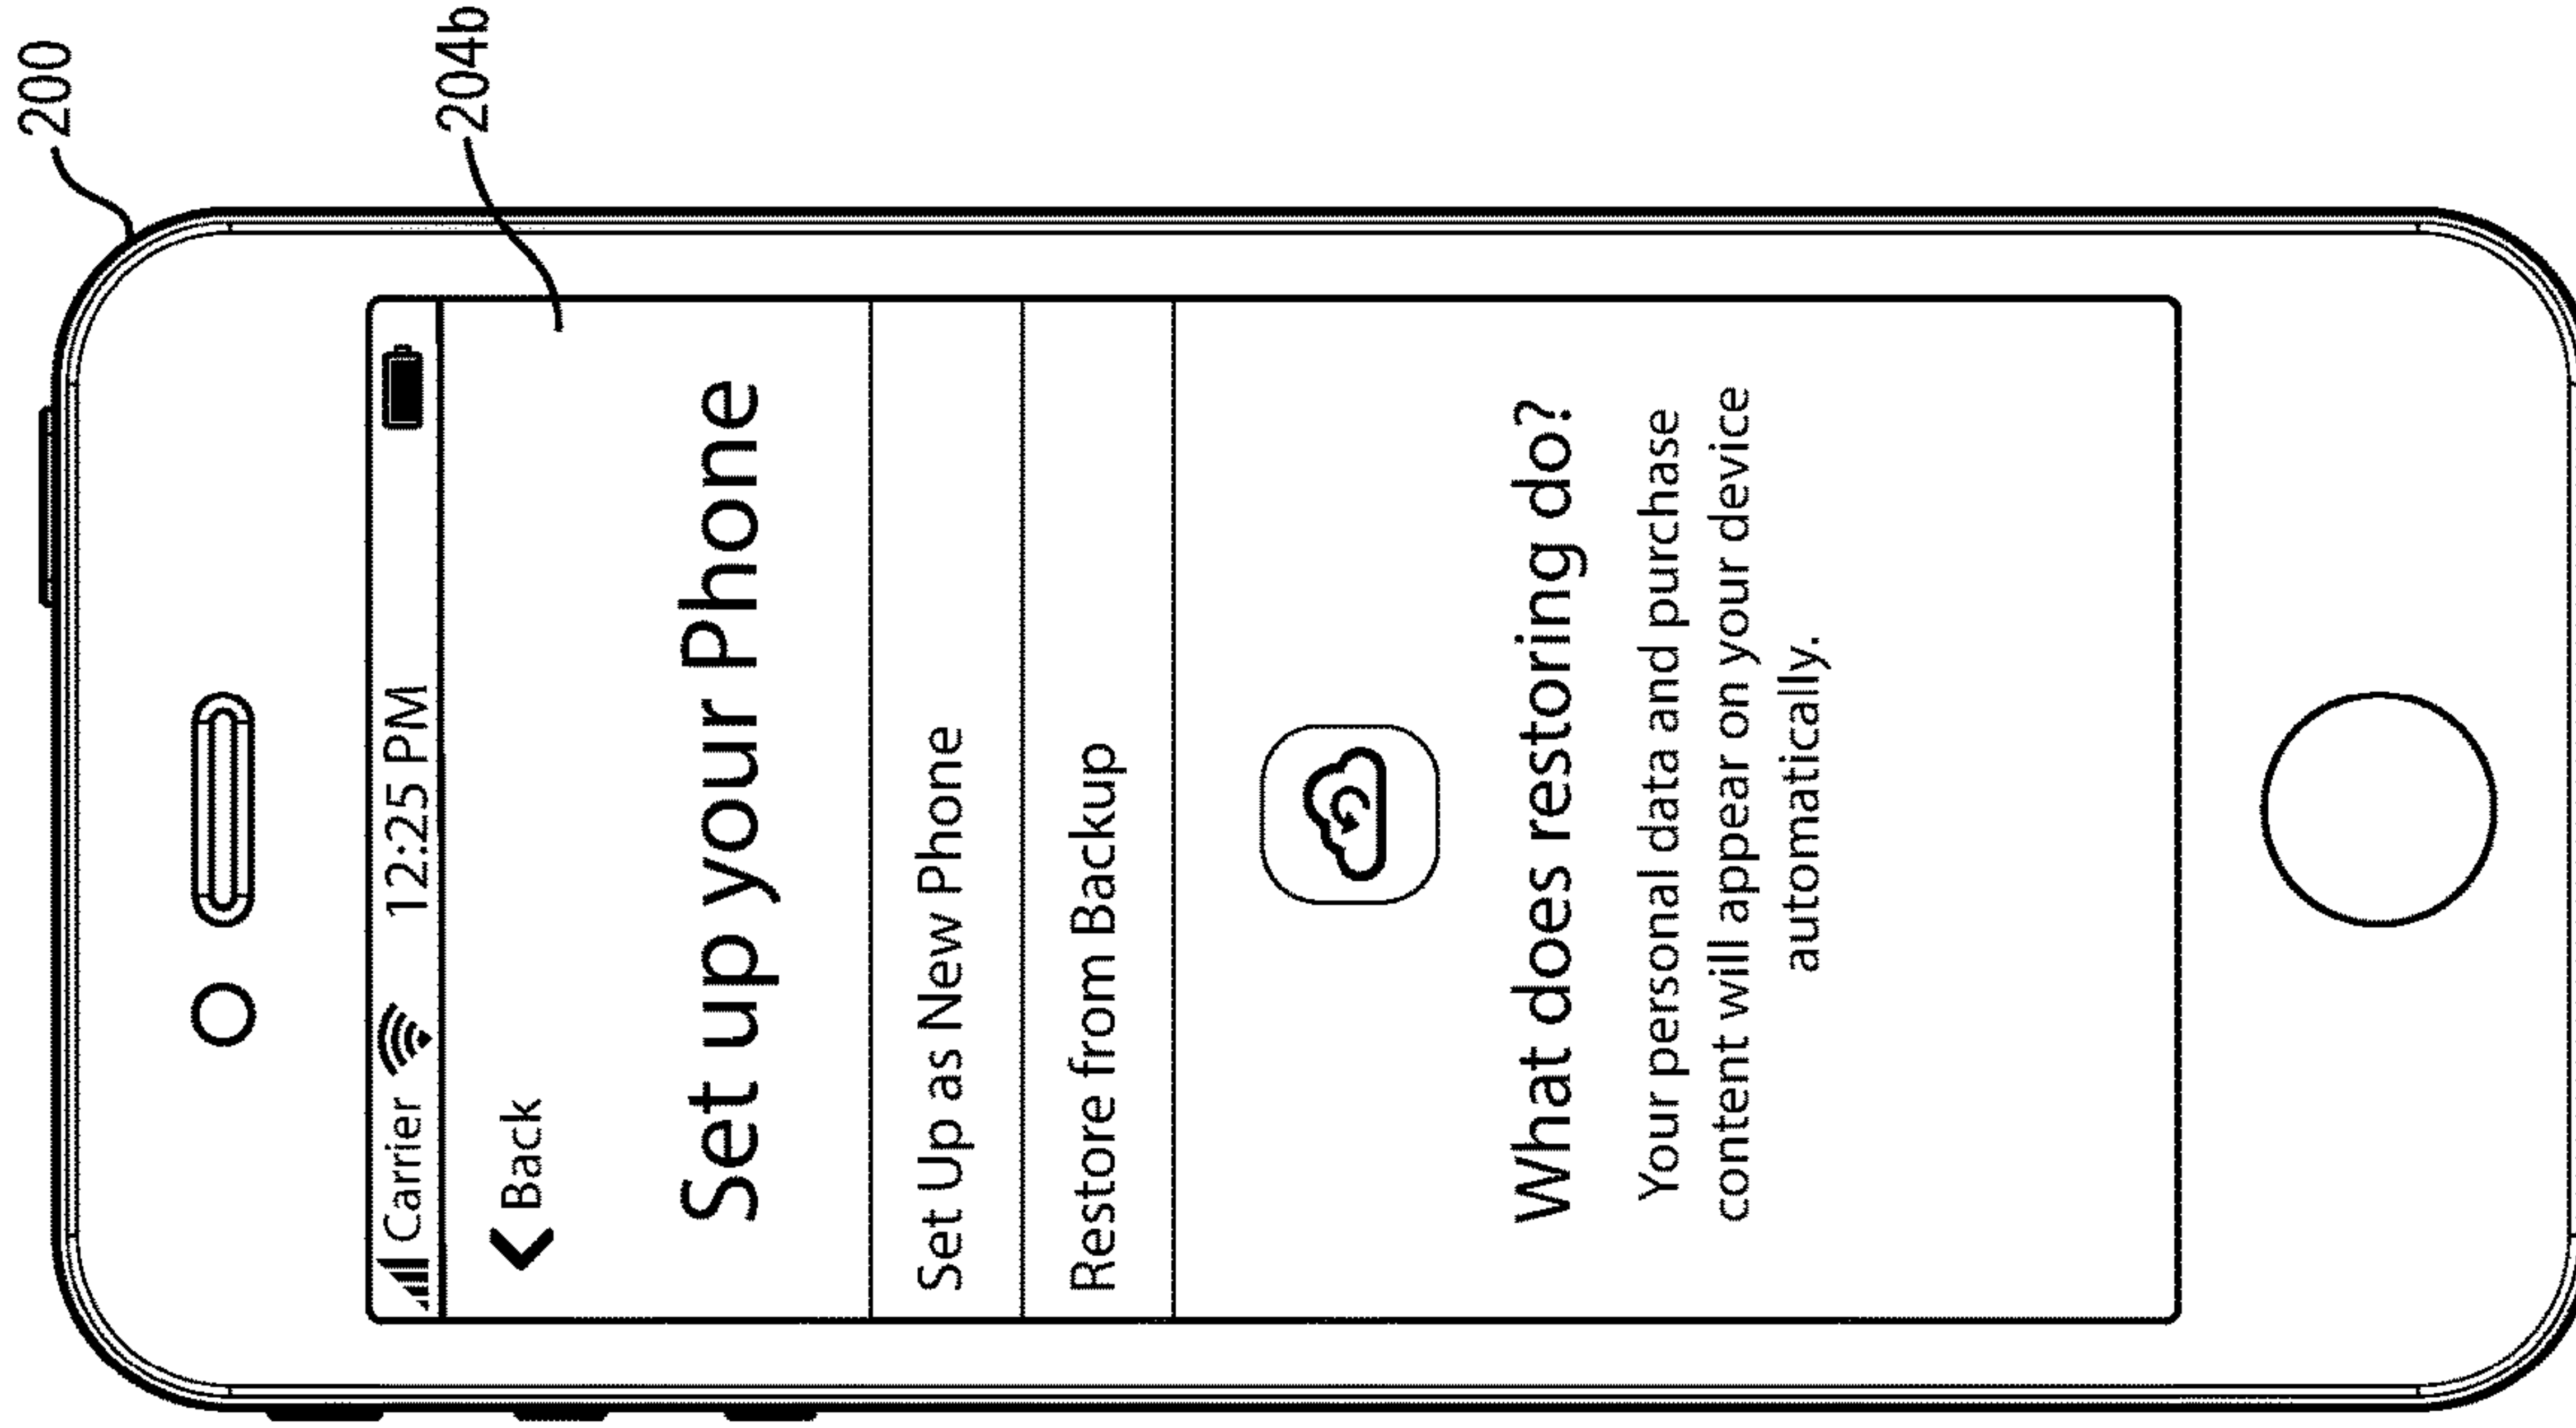 200
204b
Carrier 12:25 PM
Back
Set up your Phone
Set Up as New Phone
Restore from Backup
What does restoring do?
Your personal data and purchase
content will appear on your device
automatically.